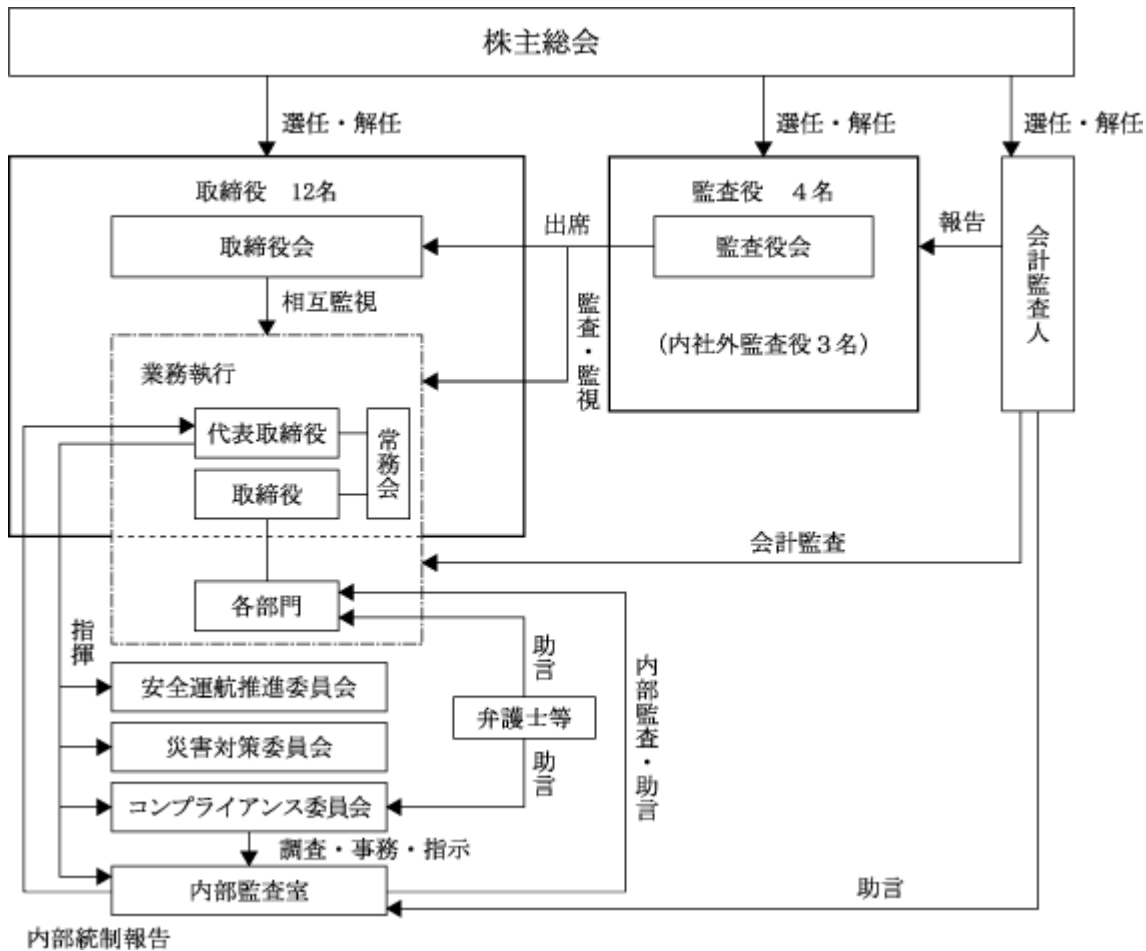 株主総会
選任・解任
選任・解任
選任・解任
取締役 12名
監査役 4名
取締役会
出席
監査役会
報告
会計監査人
相互監視
監査・監視
(内社外監査役3名)
業務執行
代表取締役
常務会
取締役
会計監査
各部門
指揮
助言
内部監査・助言
安全運航推進委員会
弁護士等
災害対策委員会
助言
コンプライアンス委員会
調査・事務・指示
内部監査室
助言
内部統制報告